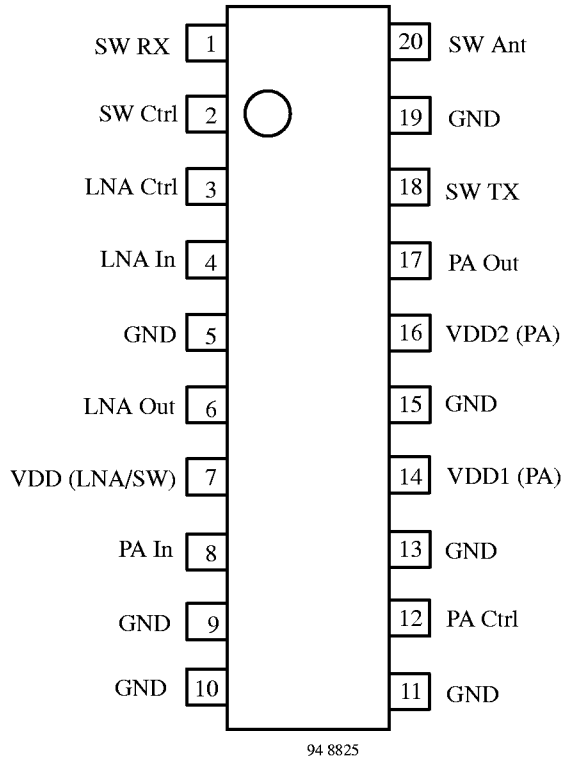 SW RX 1 20 SW Ant
SW Ctrl 2 19 GND
LNA Ctrl 3 18 SW TX
LNA In 4 17 PA Out
GND 5 16 VDD2 (PA)
LNA Out 6 15 GND
VDD (LNA/SW) 7 14 VDD1 (PA)
PA In 8 13 GND
GND 9 12 PA Ctrl
GND 10 11 GND
94 8825